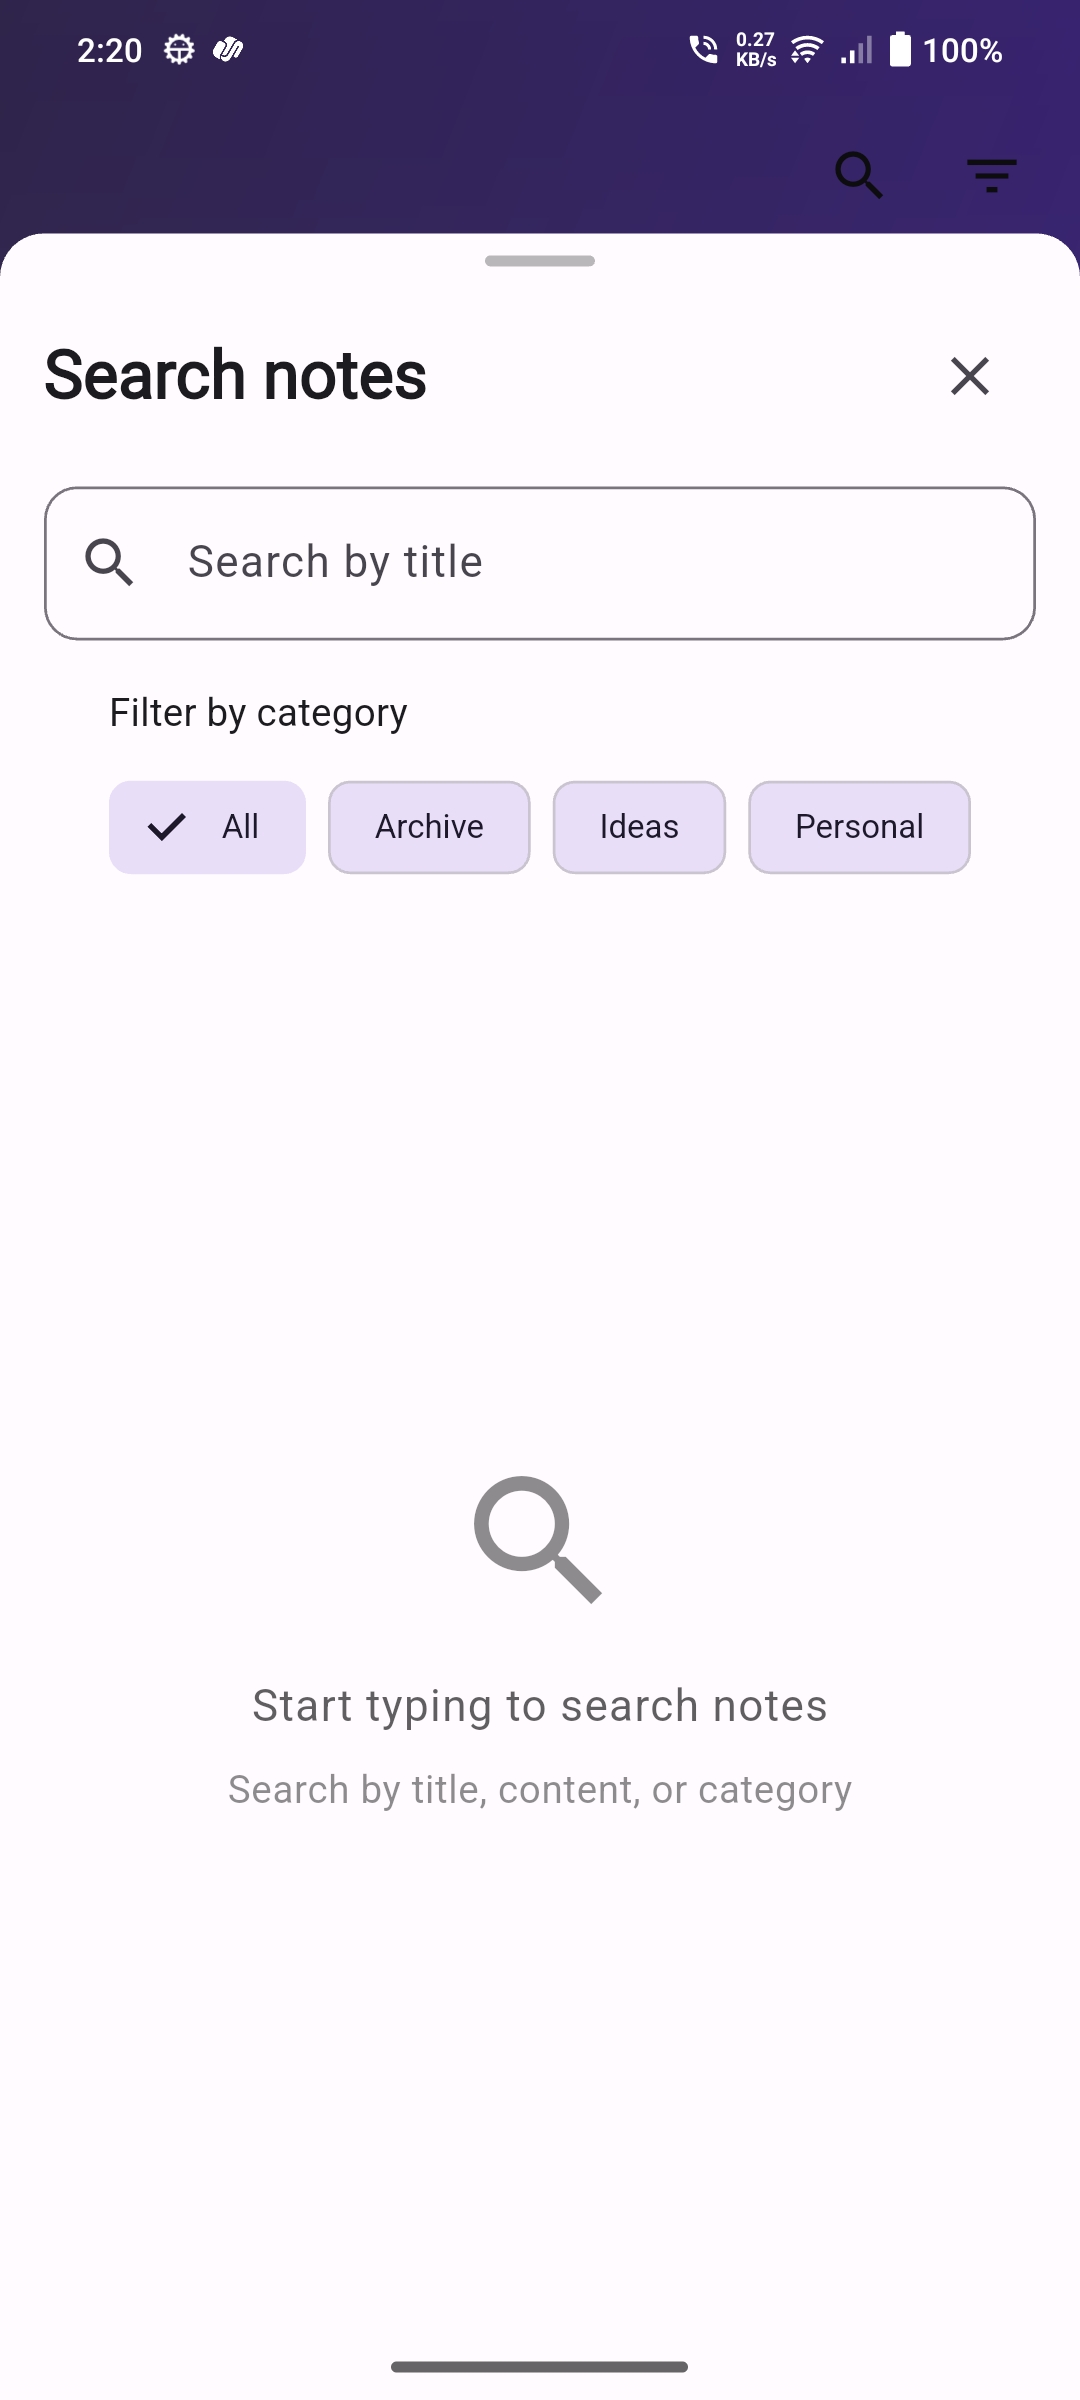 2:20
0.27
KB/s
100%
Search notes
Search by title
Filter by category
All
Archive
Ideas
Personal
Start typing to search notes
Search by title, content, or category